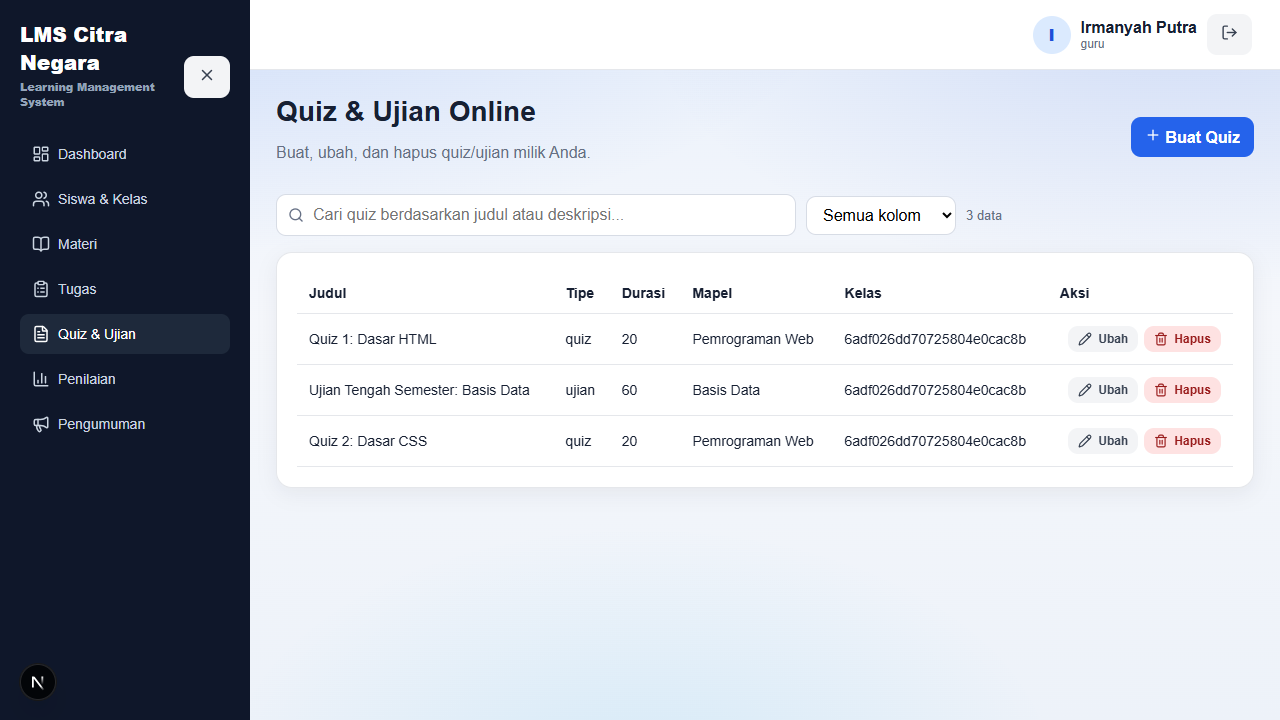 LMS Citra
Negara
Learning Management
System
Dashboard
Siswa & Kelas
Materi
Tugas
Quiz & Ujian
Penilaian
Pengumuman
N
I
Irmanyah Putra
guru
Quiz & Ujian Online
Buat, ubah, dan hapus quiz/ujian milik Anda.
+ Buat Quiz
Cari quiz berdasarkan judul atau deskripsi...
Semua kolom
3 data
Judul Tipe Durasi Mapel Kelas Aksi
Quiz 1: Dasar HTML quiz 20 Pemrograman Web 6adf026dd70725804e0cac8b Ubah Hapus
Ujian Tengah Semester: Basis Data ujian 60 Basis Data 6adf026dd70725804e0cac8b Ubah Hapus
Quiz 2: Dasar CSS quiz 20 Pemrograman Web 6adf026dd70725804e0cac8b Ubah Hapus